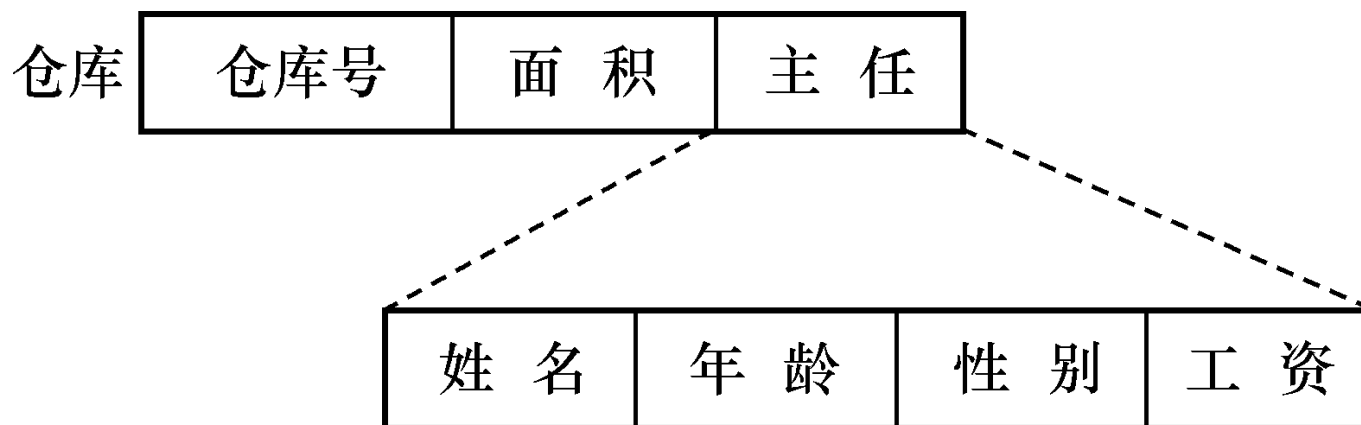 仓库 仓库号 面 积 主 任
姓 名 年 龄 性 别 工 资